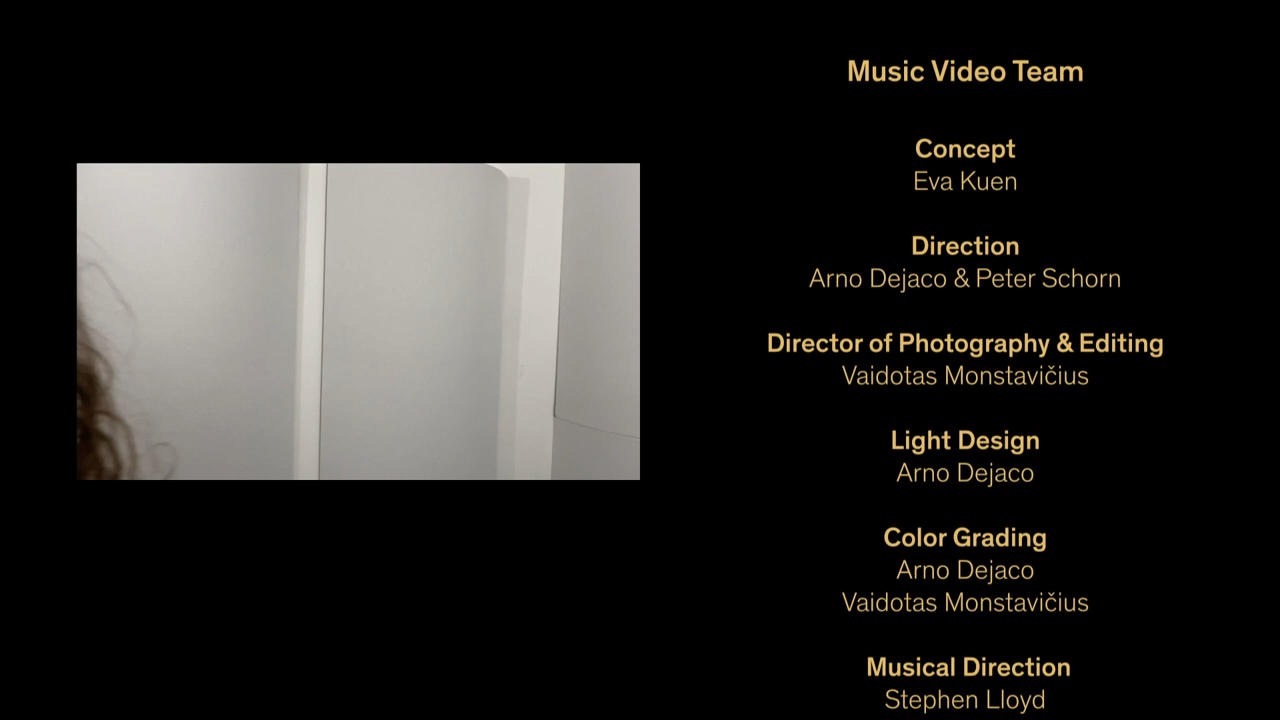 Music Video Team
Concept
Eva Kuen
Direction
Arno Dejaco & Peter Schorn
Director of Photography & Editing
Vaidotas Monstavičius
Light Design
Arno Dejaco
Color Grading
Arno Dejaco
Vaidotas Monstavičius
Musical Direction
Stephen Lloyd